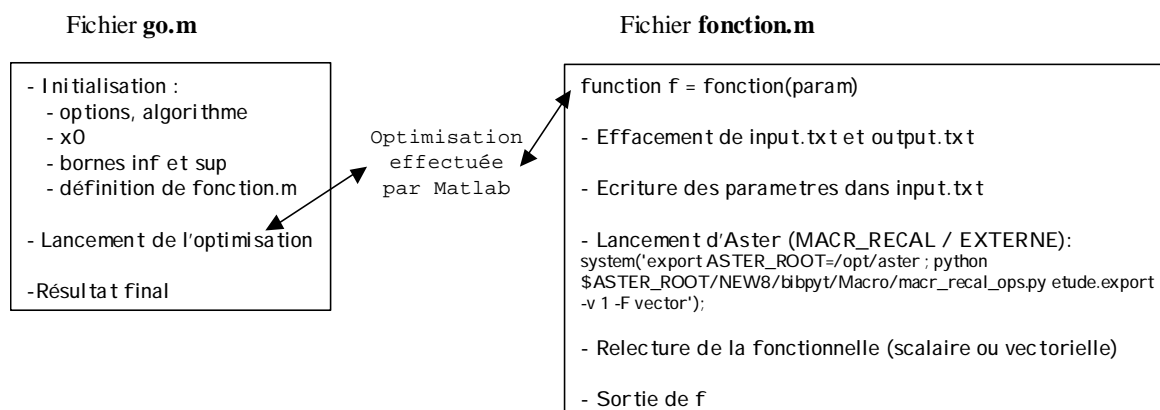 Fichier go.m
- Initialisation :
- options, algorithme
- x0
- bornes inf et sup
- définition de fonction.m
- Lancement de l'optimisation
-Résultat final
Optimisation
effectuée
par Matlab
Fichier fonction.m
function f = fonction(param)
- Effacement de input.txt et output.txt
- Ecriture des parametres dans input.txt
- Lancement d'Aster (MACR_RECAL / EXTERNE):
system('export ASTER_ROOT=/opt/aster ; python
$ASTER_ROOT/NEW8/bibpyt/Macro/macr_recal_ops.py etude.export
-v 1 -F vector');
- Relecture de la fonctionnelle (scalaire ou vectorielle)
- Sortie de f